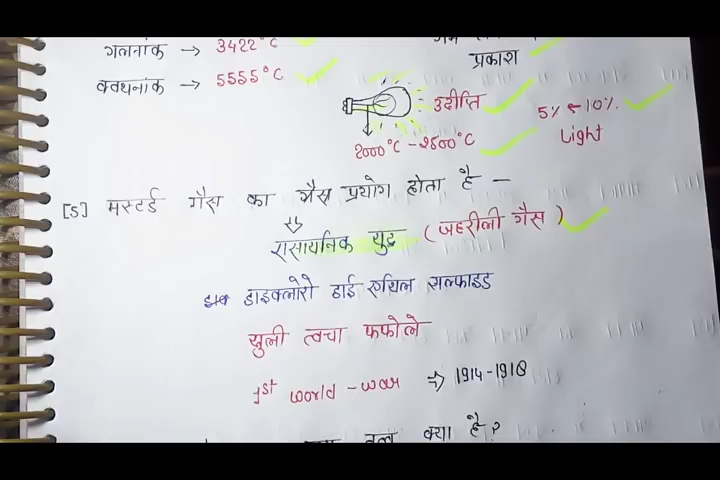 गलनांक → 3422°C
प्रकाश
क्वथनांक → 5555°C
उदीप्ति
5% ← 10%
Light
2000°C - 2500°C
[5] मस्टर्ड गैस का प्रयोग होता है -
रासायनिक युद्ध (जहरीली गैस)
डाइक्लोरो डाई एथिल सल्फाइड
खुली त्वचा फफोले
1st world - war ⇒ 1914-1918
क्या है?